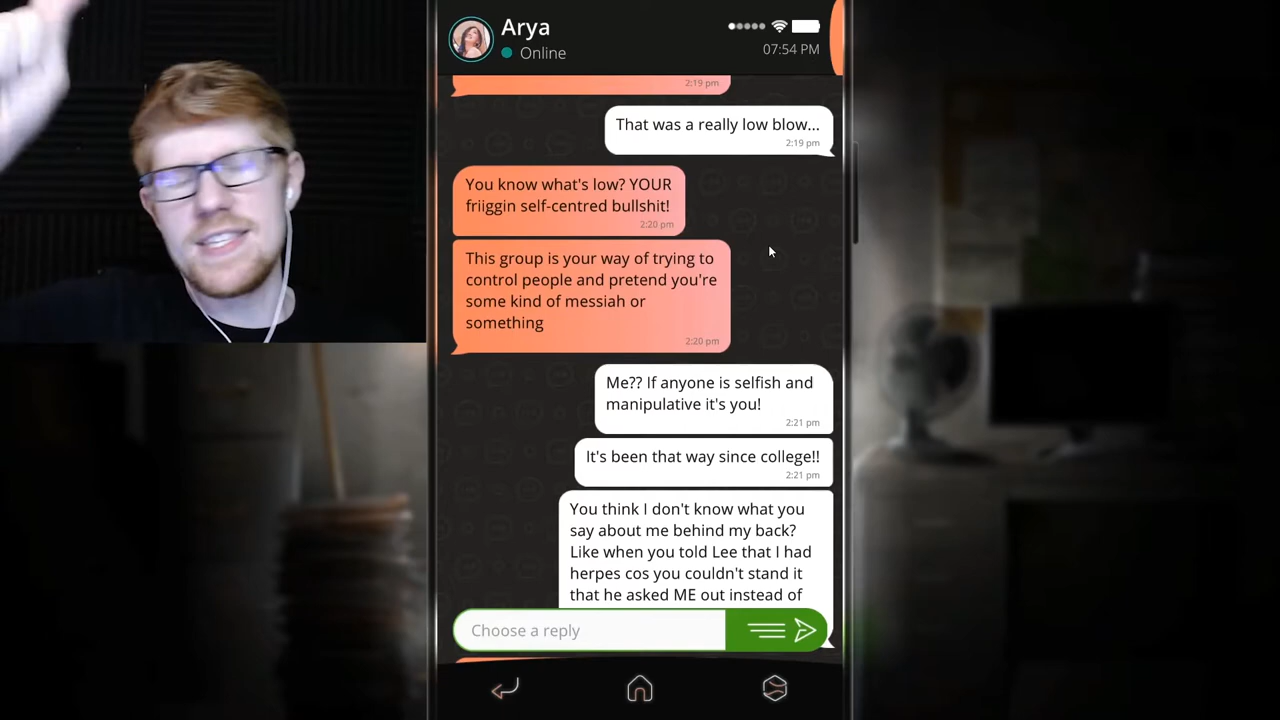 Arya
Online
07:54 PM
2:19 pm
That was a really low blow...
2:19 pm
You know what's low? YOUR
friiggin self-centred bullshit!
2:20 pm
This group is your way of trying to
control people and pretend you're
some kind of messiah or
something
2:20 pm
Me?? If anyone is selfish and
manipulative it's you!
2:21 pm
It's been that way since college!!
2:21 pm
You think I don't know what you
say about me behind my back?
Like when you told Lee that I had
herpes cos you couldn't stand it
that he asked ME out instead of
Choose a reply